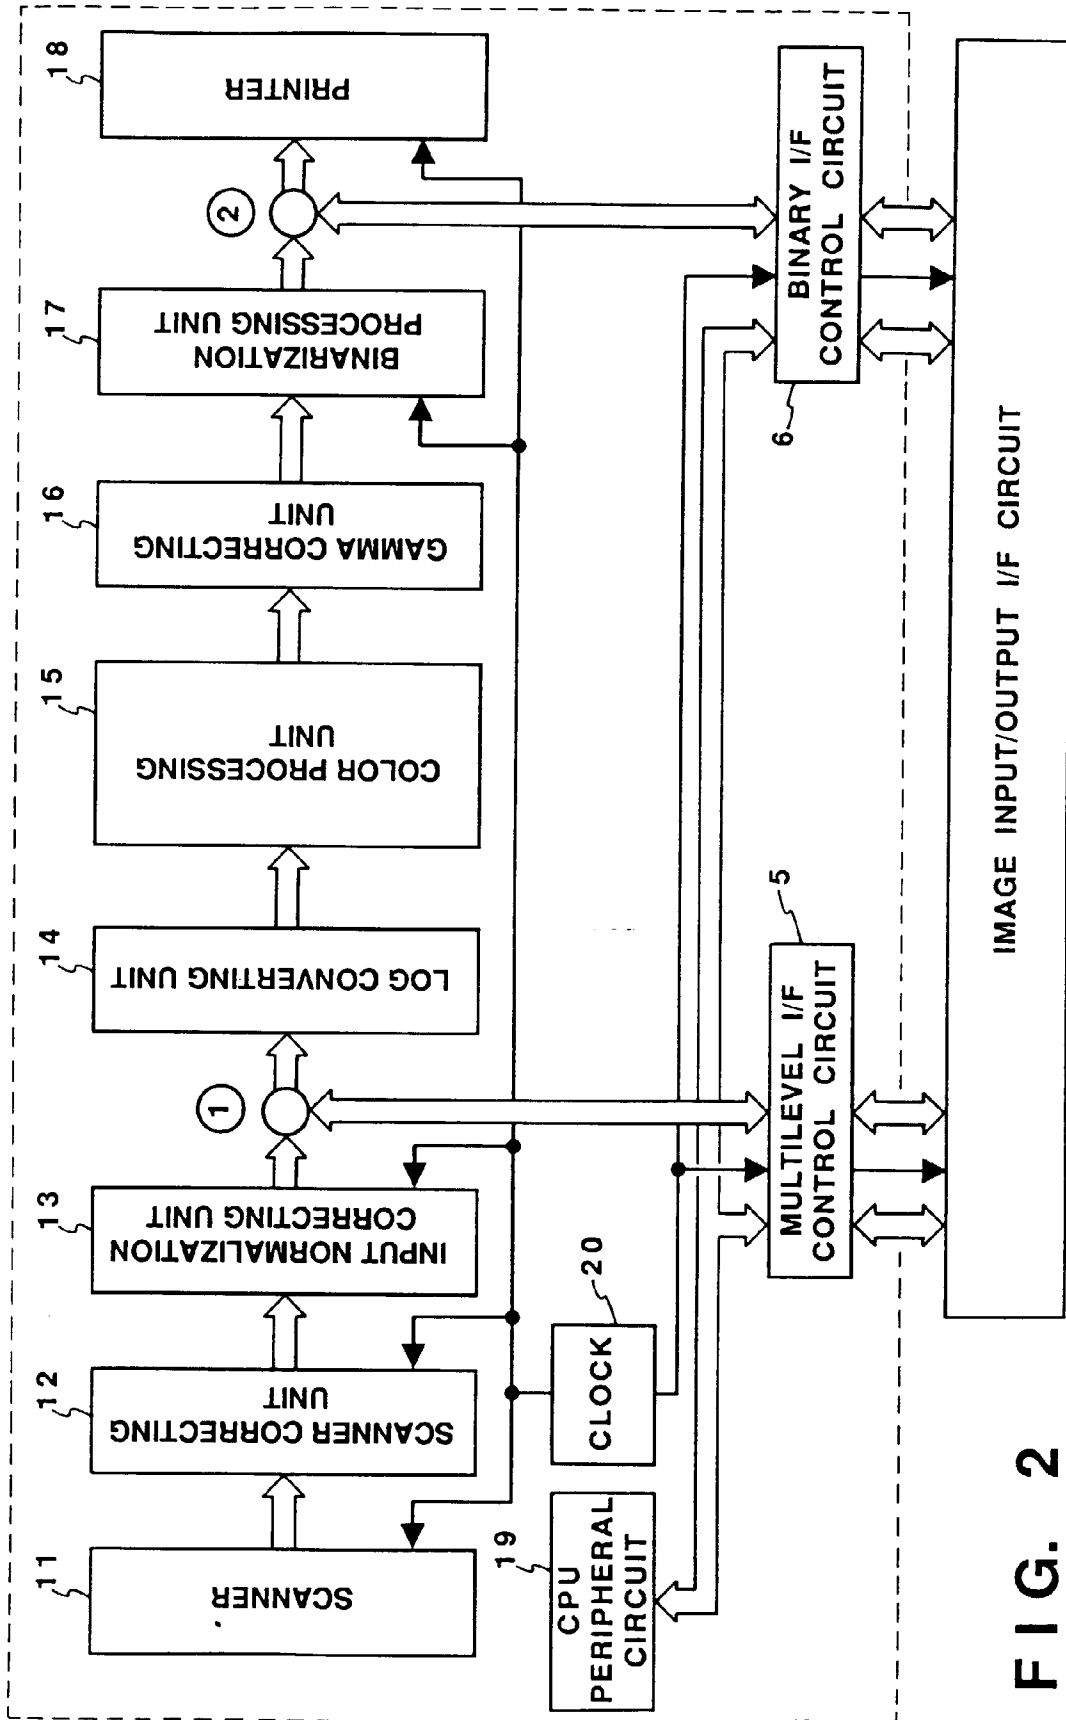 11
SCANNER
12
SCANNER CORRECTING
UNIT
13
INPUT NORMALIZATION
CORRECTING UNIT
1
14
LOG CONVERTING UNIT
15
COLOR PROCESSING
UNIT
16
GAMMA CORRECTING
UNIT
17
BINARIZATION
PROCESSING UNIT
2
18
PRINTER
19
CPU
PERIPHERAL
CIRCUIT
CLOCK
20
5
MULTILEVEL I/F
CONTROL CIRCUIT
6
BINARY I/F
CONTROL CIRCUIT
IMAGE INPUT/OUTPUT I/F CIRCUIT
FIG. 2